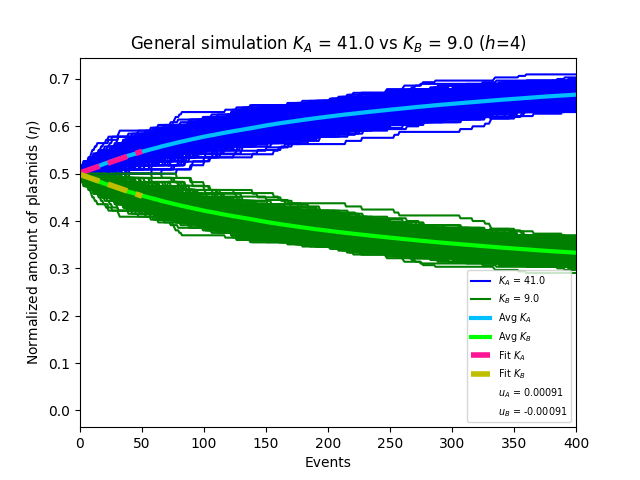 General simulation K_A = 41.0 vs K_B = 9.0 (h=4)
Normalized amount of plasmids (η)
0.7
0.6
0.5
0.4
0.3
0.2
0.1
0.0
K_A = 41.0
K_B = 9.0
Avg K_A
Avg K_B
Fit K_A
Fit K_B
u_A = 0.00091
u_B = -0.00091
0 50 100 150 200 250 300 350 400
Events